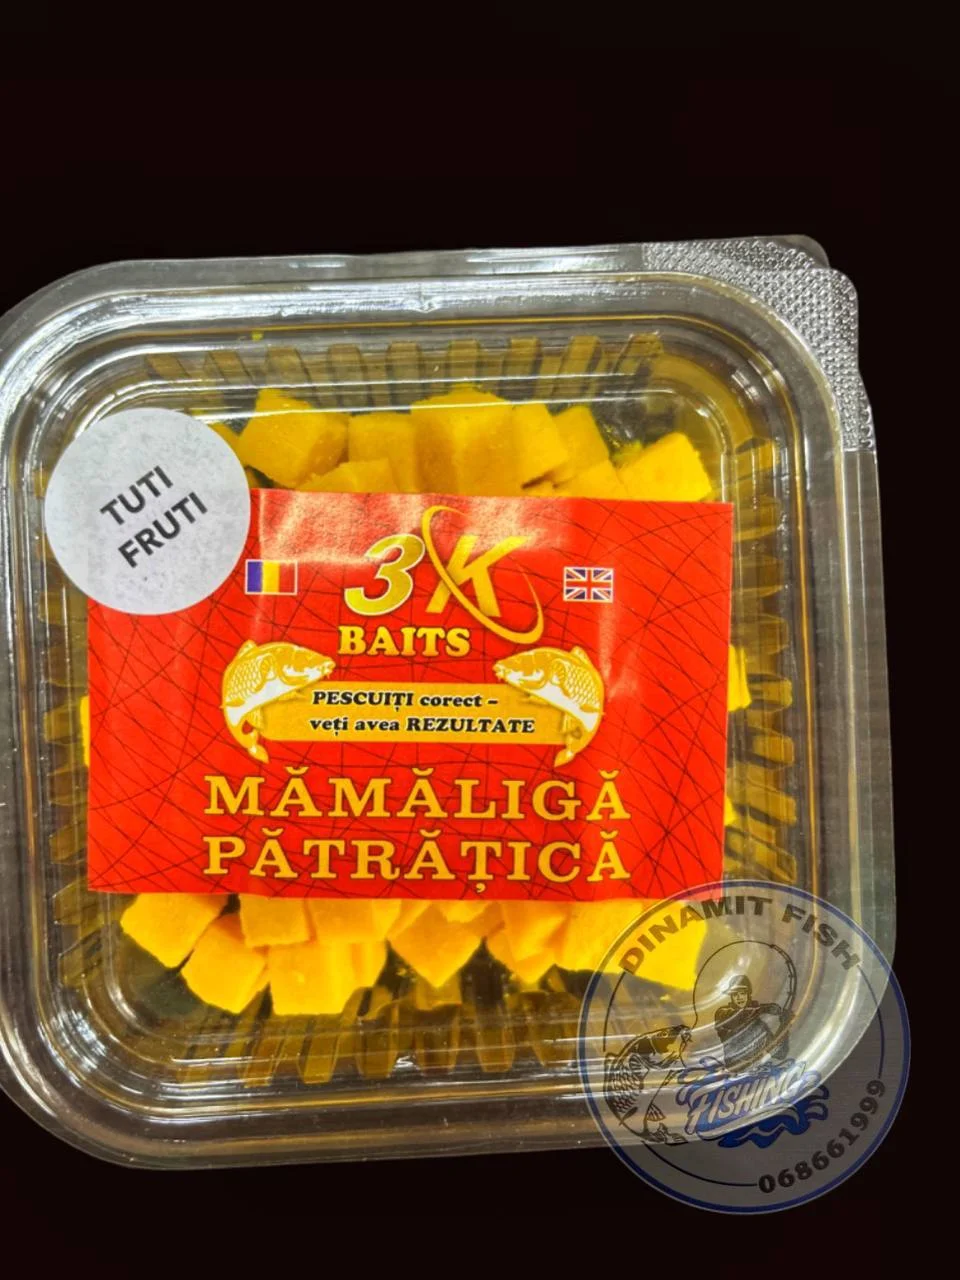 TUTI
FRUTI
3K
BAITS
PESCUIȚI corect –
veți avea REZULTATE
MĂMĂLIGĂ
PĂTRĂȚICĂ
DINAMIT FISH
FISHING
068661999